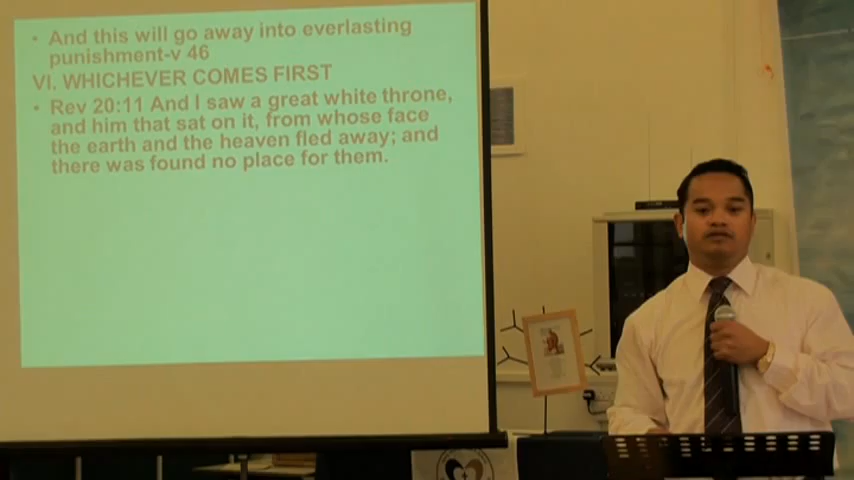 • And this will go away into everlasting
punishment-v 46
VI. WHICHEVER COMES FIRST
• Rev 20:11 And I saw a great white throne,
and him that sat on it, from whose face
the earth and the heaven fled away; and
there was found no place for them.